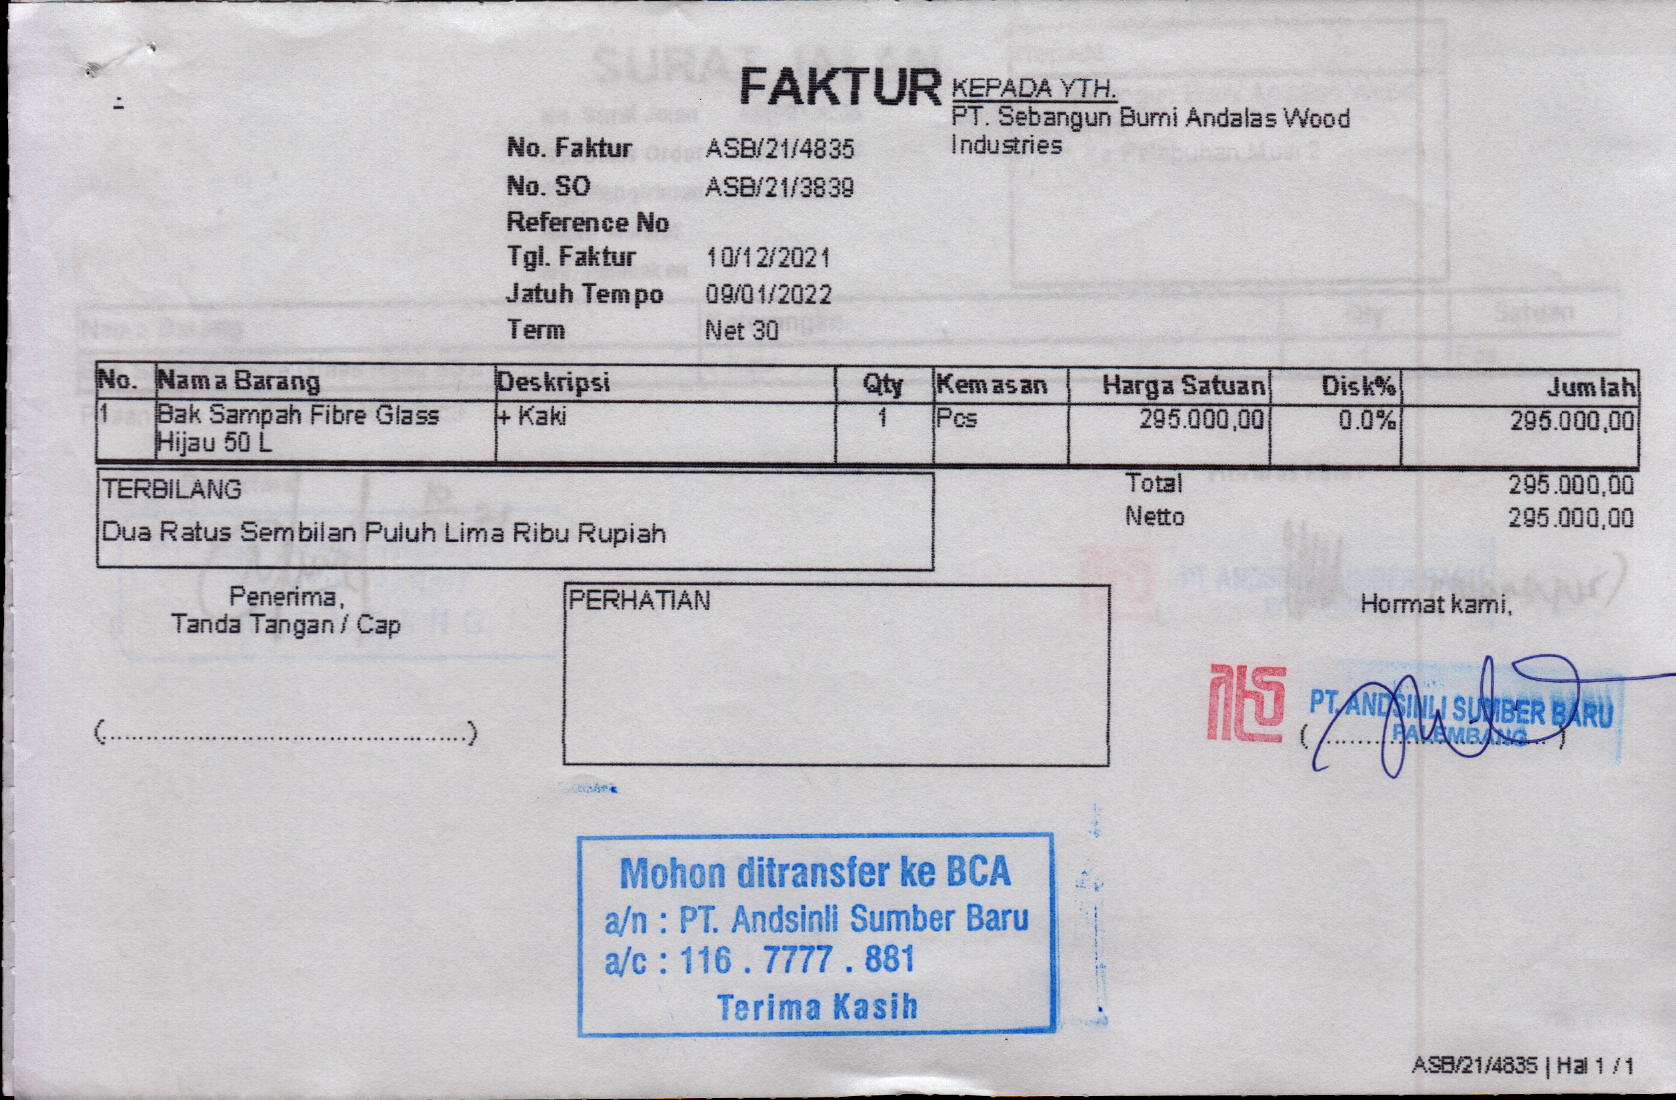 FAKTUR
KEPADA YTH.
PT. Sebangun Bumi Andalas Wood
Industries
No. Faktur ASB/21/4835
No. SO ASB/21/3839
Reference No
Tgl. Faktur 10/12/2021
Jatuh Tempo 09/01/2022
Term Net 30
No. Nama Barang Deskripsi Qty Kemasan Harga Satuan Disk% Jumlah
1 Bak Sampah Fibre Glass + Kaki 1 Pcs 295.000,00 0.0% 295.000,00
Hijau 50 L
TERBILANG
Dua Ratus Sembilan Puluh Lima Ribu Rupiah
Total 295.000,00
Netto 295.000,00
Penerima,
Tanda Tangan / Cap
(..............................................)
PERHATIAN
Hormat kami,
PT. ANDSINLI SUMBER BARU
PALEMBANG
Mohon ditransfer ke BCA
a/n : PT. Andsinli Sumber Baru
a/c : 116 . 7777 . 881
Terima Kasih
ASB/21/4835 | Hal 1 / 1